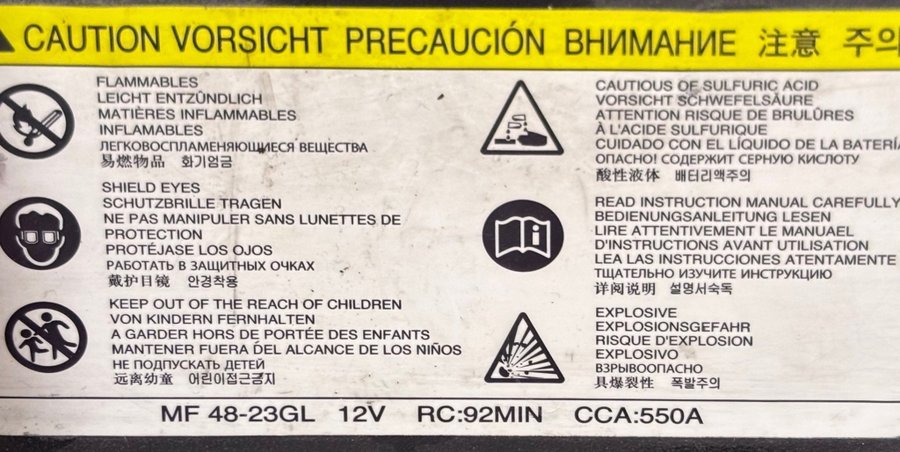 CAUTION VORSICHT PRECAUCIÓN ВНИМАНИЕ 注意 주의
FLAMMABLES
LEICHT ENTZÛNDLICH
MATIÈRES INFLAMMABLES
INFLAMABLES
ЛЕГКОВОСПЛАМЕНЯЮЩИЕСЯ ВЕЩЕСТВА
易燃物品 화기엄금
SHIELD EYES
SCHUTZBRILLE TRAGEN
NE PAS MANIPULER SANS LUNETTES DE
PROTECTION
PROTÉJASE LOS OJOS
РАБОТАТЬ В ЗАЩИТНЫХ ОЧКАХ
戴护目镜 안경착용
KEEP OUT OF THE REACH OF CHILDREN
VON KINDERN FERNHALTEN
A GARDER HORS DE PORTÉE DES ENFANTS
MANTENER FUERA DEL ALCANCE DE LOS NIÑOS
НЕ ПОДПУСКАТЬ ДЕТЕЙ
远离幼童 어린이접근금지
CAUTIOUS OF SULFURIC ACID
VORSICHT SCHWEFELSÄURE
ATTENTION RISQUE DE BRULÛRES
À L'ACIDE SULFURIQUE
CUIDADO CON EL LÍQUIDO DE LA BATERÍA
ОПАСНО! СОДЕРЖИТ СЕРНУЮ КИСЛОТУ
酸性液体 배터리액주의
READ INSTRUCTION MANUAL CAREFULLY
BEDIENUNGSANLEITUNG LESEN
LIRE ATTENTIVEMENT LE MANUAEL
D'INSTRUCTIONS AVANT UTILISATION
LEA LAS INSTRUCCIONES ATENTAMENTE
ТЩАТЕЛЬНО ИЗУЧИТЕ ИНСТРУКЦИЮ
详阅说明 설명서숙독
EXPLOSIVE
EXPLOSIONSGEFAHR
RISQUE D'EXPLOSION
EXPLOSIVO
ВЗРЫВООПАСНО
具爆裂性 폭발주의
MF 48-23GL 12V RC:92MIN CCA:550A